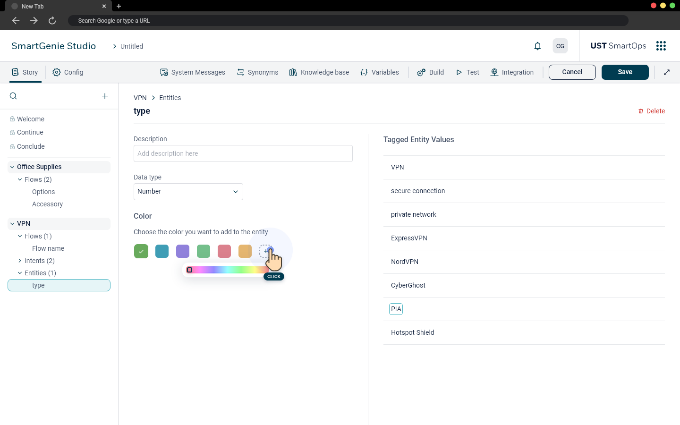 New Tab
Search Google or type a URL
SmartGenie Studio
Untitled
OG
UST SmartOps
Story
Config
System Messages
Synonyms
Knowledge base
Variables
Build
Test
Integration
Cancel
Save
Welcome
Continue
Conclude
Office Supplies
Flows (2)
Options
Accessory
VPN
Flows (1)
Flow name
Intents (2)
Entities (1)
type
VPN > Entities
type
Delete
Description
Add description here
Data type
Number
Color
Choose the color you want to add to the entity
CLICK
Tagged Entity Values
VPN
secure connection
private network
ExpressVPN
NordVPN
CyberGhost
PIA
Hotspot Shield